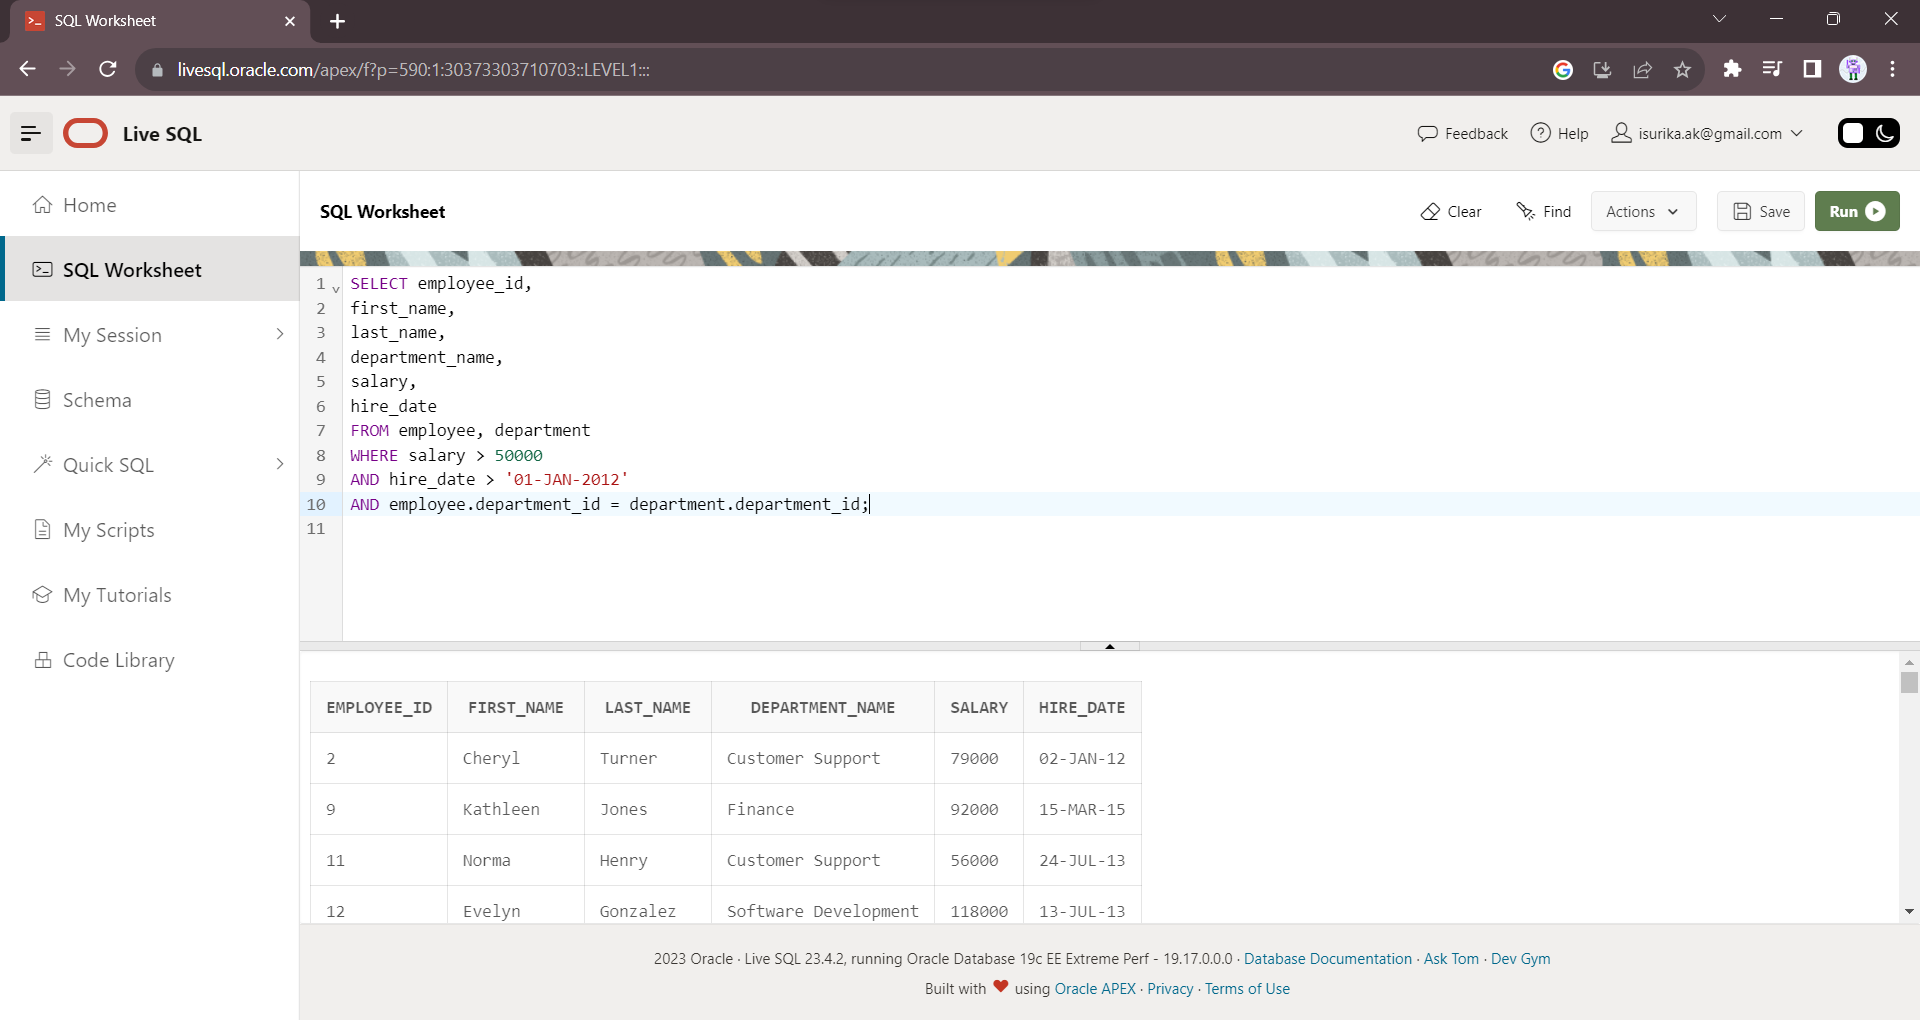 SQL Worksheet
livesql.oracle.com/apex/f?p=590:1:30373303710703::LEVEL1:::
Live SQL
Feedback
Help
isurika.ak@gmail.com
Home
SQL Worksheet
My Session
Schema
Quick SQL
My Scripts
My Tutorials
Code Library
SQL Worksheet
Clear
Find
Actions
Save
Run
1 SELECT employee_id,
2 first_name,
3 last_name,
4 department_name,
5 salary,
6 hire_date
7 FROM employee, department
8 WHERE salary > 50000
9 AND hire_date > '01-JAN-2012'
10 AND employee.department_id = department.department_id;
11
EMPLOYEE_ID FIRST_NAME LAST_NAME DEPARTMENT_NAME SALARY HIRE_DATE
2 Cheryl Turner Customer Support 79000 02-JAN-12
9 Kathleen Jones Finance 92000 15-MAR-15
11 Norma Henry Customer Support 56000 24-JUL-13
12 Evelyn Gonzalez Software Development 118000 13-JUL-13
2023 Oracle · Live SQL 23.4.2, running Oracle Database 19c EE Extreme Perf - 19.17.0.0.0 · Database Documentation · Ask Tom · Dev Gym
Built with ❤ using Oracle APEX · Privacy · Terms of Use